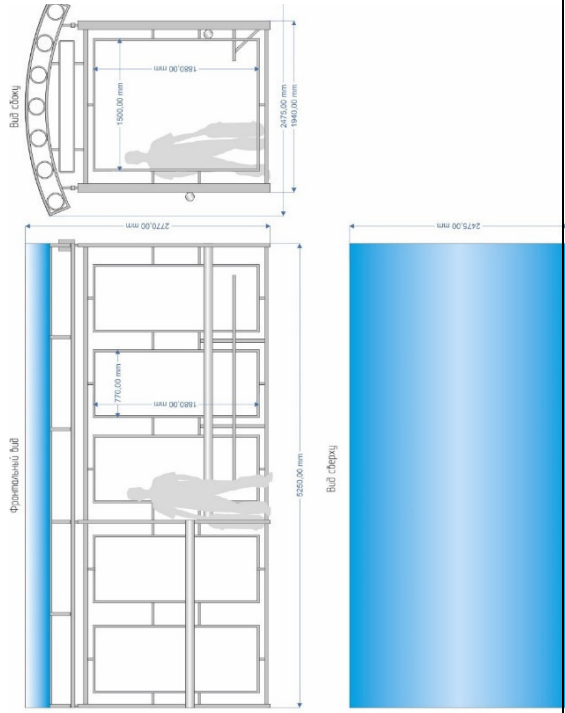 Вид сбоку
1880,00 mm
1500,00 mm
2475,00 mm
1940,00 mm
Фронтальный вид
2770,00 mm
770,00 mm
1880,00 mm
5250,00 mm
Вид сверху
2475,00 mm